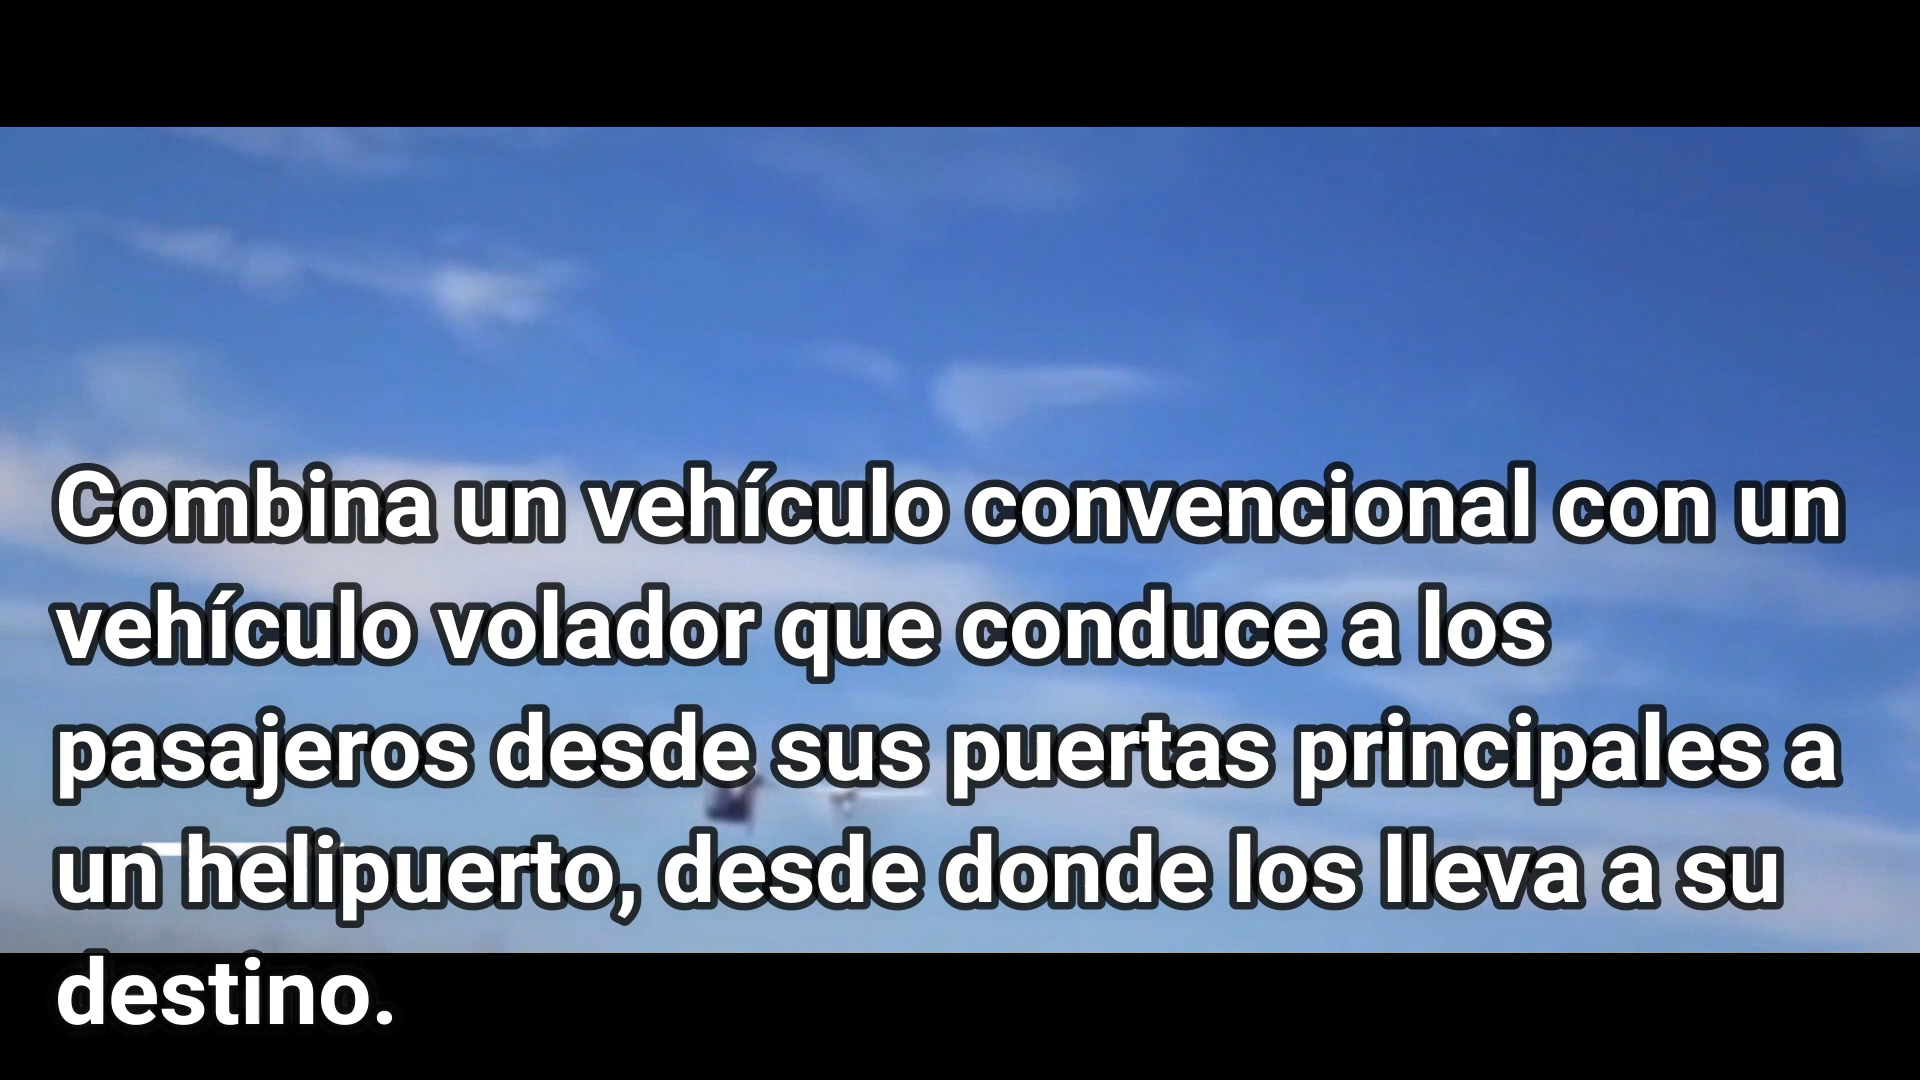 Combina un vehículo convencional con un
vehículo volador que conduce a los
pasajeros desde sus puertas principales a
un helipuerto, desde donde los lleva a su
destino.